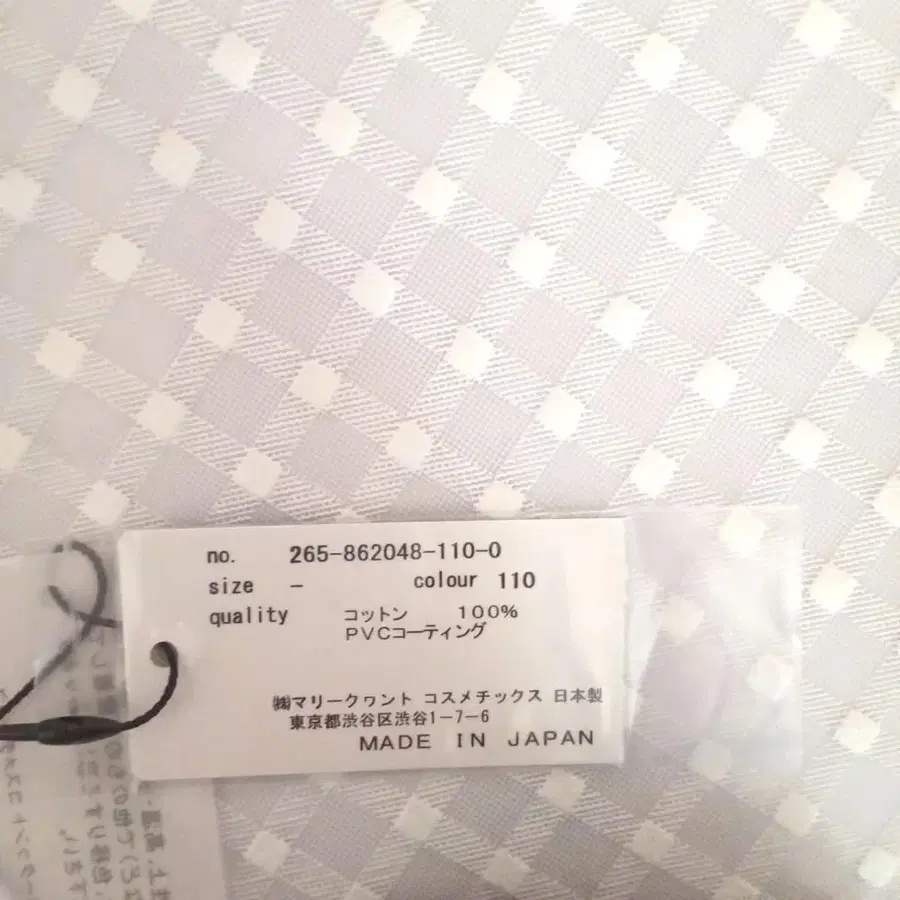 no. 265-862048-110-0
size – colour 110
quality コットン 100%
PVCコーティング
㈱マリークヮント コスメチックス 日本製
東京都渋谷区渋谷1-7-6
MADE IN JAPAN